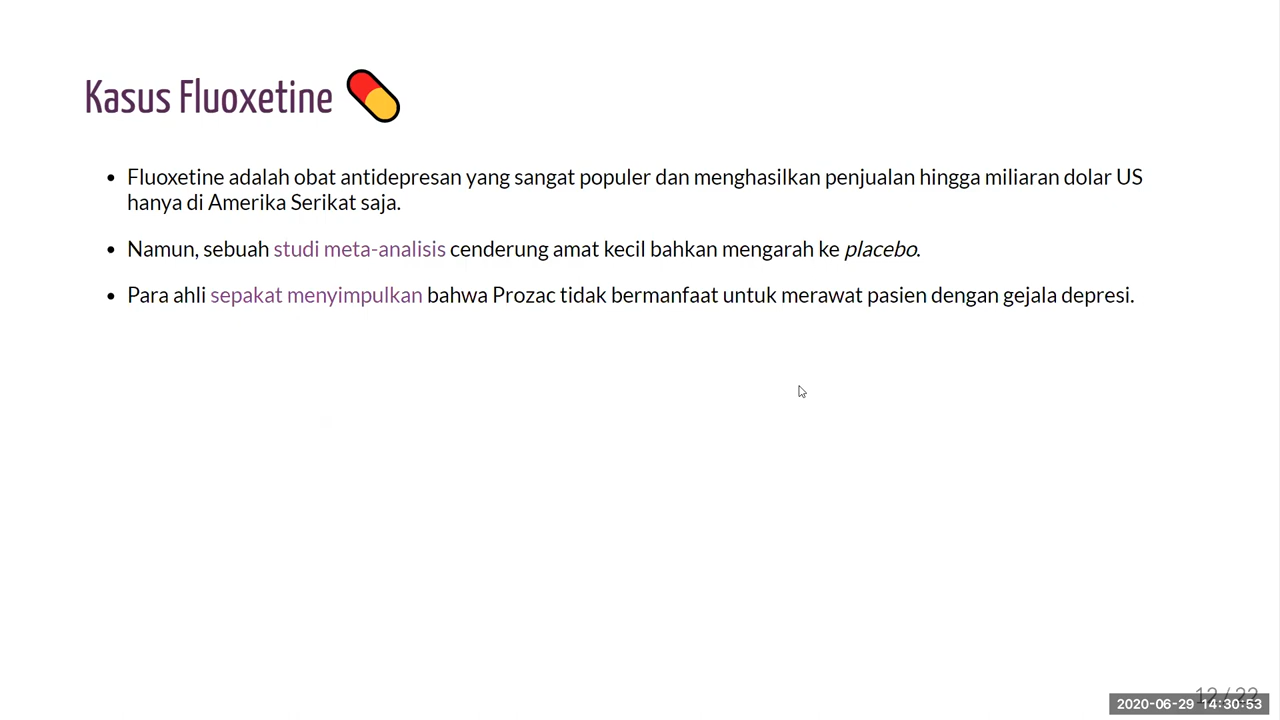 Kasus Fluoxetine
• Fluoxetine adalah obat antidepresan yang sangat populer dan menghasilkan penjualan hingga miliaran dolar US
hanya di Amerika Serikat saja.
• Namun, sebuah studi meta-analisis cenderung amat kecil bahkan mengarah ke placebo.
• Para ahli sepakat menyimpulkan bahwa Prozac tidak bermanfaat untuk merawat pasien dengan gejala depresi.
12 / 22
2020-06-29 14:30:53